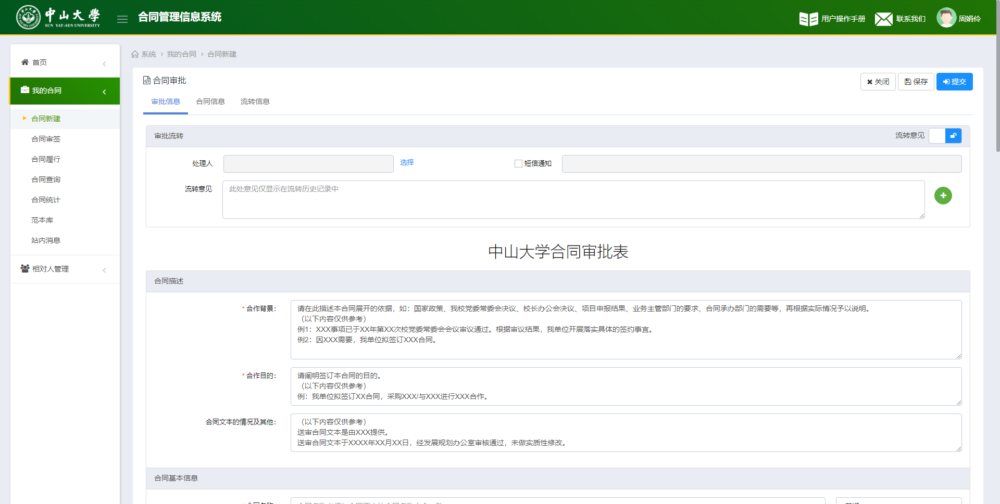 中山大学
SUN YAT-SEN UNIVERSITY
合同管理信息系统
用户操作手册
联系我们
周娟伶
首页
我的合同
合同新建
合同审签
合同履行
合同查询
合同统计
范本库
站内消息
相对人管理
系统 > 我的合同 > 合同新建
合同审批
关闭
保存
提交
审批信息 合同信息 流转信息
审批流转
流转意见
处理人
选择
短信通知
流转意见
此处意见仅显示在流转历史记录中
中山大学合同审批表
合同描述
*合作背景：
请在此描述本合同展开的依据，如：国家政策、我校党委常委会决议、校长办公会决议、项目申报结果、业务主管部门的要求、合同承办部门的需要等，再根据实际情况予以说明。
（以下内容仅供参考）
例1：XXX事项已于XX年第XX次校党委常委会会议审议通过。根据审议结果，我单位开展落实具体的签约事宜。
例2：因XXX需要，我单位拟签订XXX合同。
*合作目的：
请阐明签订本合同的目的。
（以下内容仅供参考）
例：我单位拟签订XX合同，采购XXX/与XXX进行XXX合作。
合同文本的情况及其他：
（以下内容仅供参考）
送审合同文本是由XXX提供。
送审合同文本于XXXX年XX月XX日，经发展规划办公室审核通过，未做实质性修改。
合同基本信息